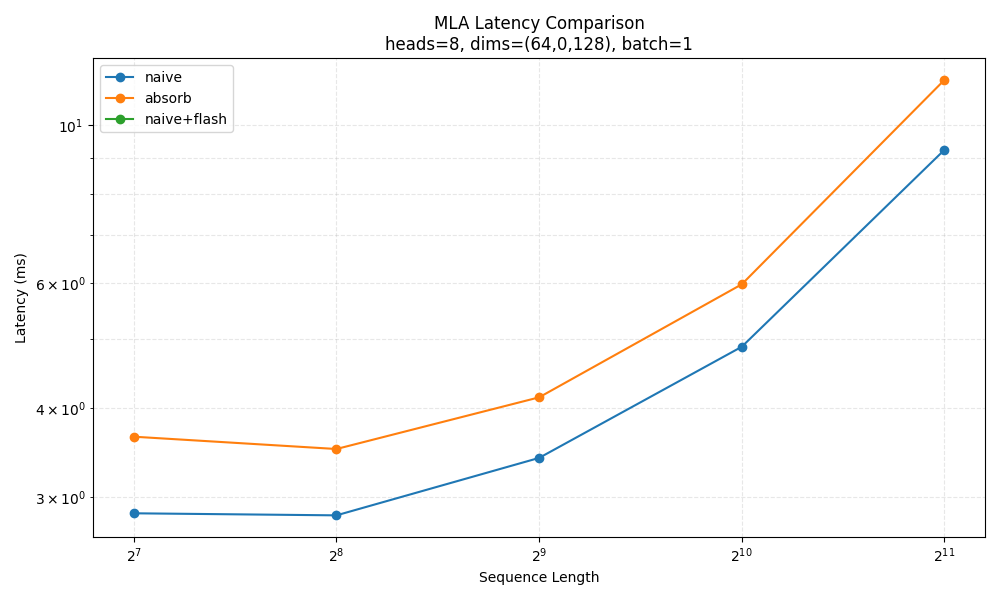 MLA Latency Comparison
heads=8, dims=(64,0,128), batch=1
naive
absorb
naive+flash
Latency (ms)
10¹
6 × 10⁰
4 × 10⁰
3 × 10⁰
2⁷
2⁸
2⁹
2¹⁰
2¹¹
Sequence Length